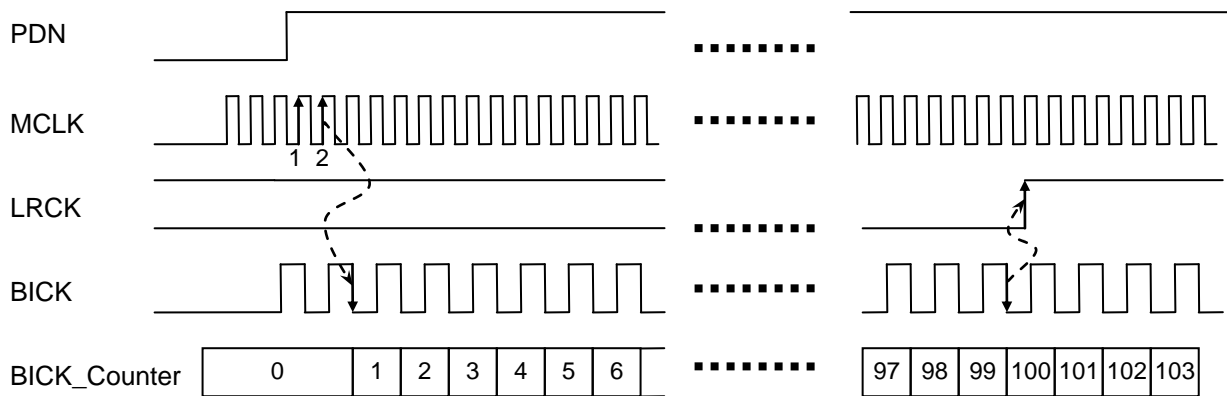 PDN
MCLK
1 2
LRCK
BICK
BICK_Counter 0 1 2 3 4 5 6 97 98 99 100 101 102 103